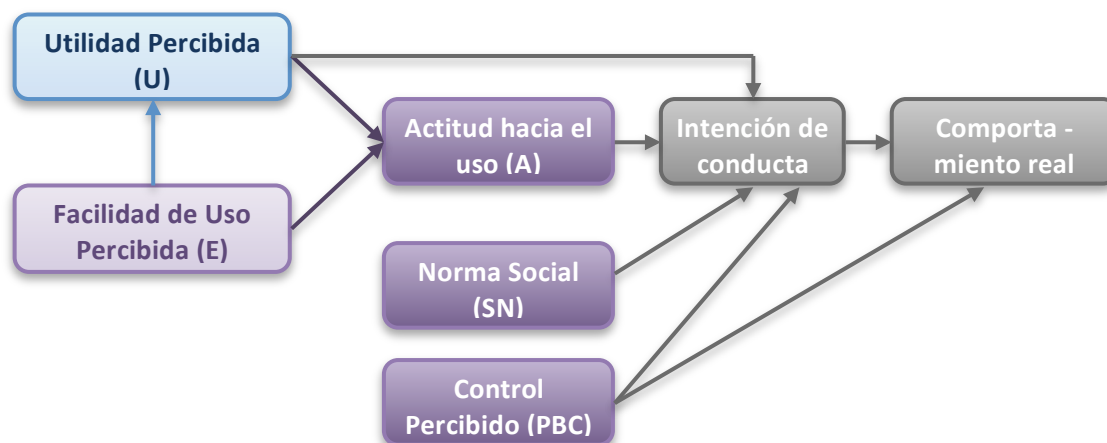 Utilidad Percibida
(U)
Facilidad de Uso
Percibida (E)
Actitud hacia el
uso (A)
Norma Social
(SN)
Control
Percibido (PBC)
Intención de
conducta
Comporta -
miento real